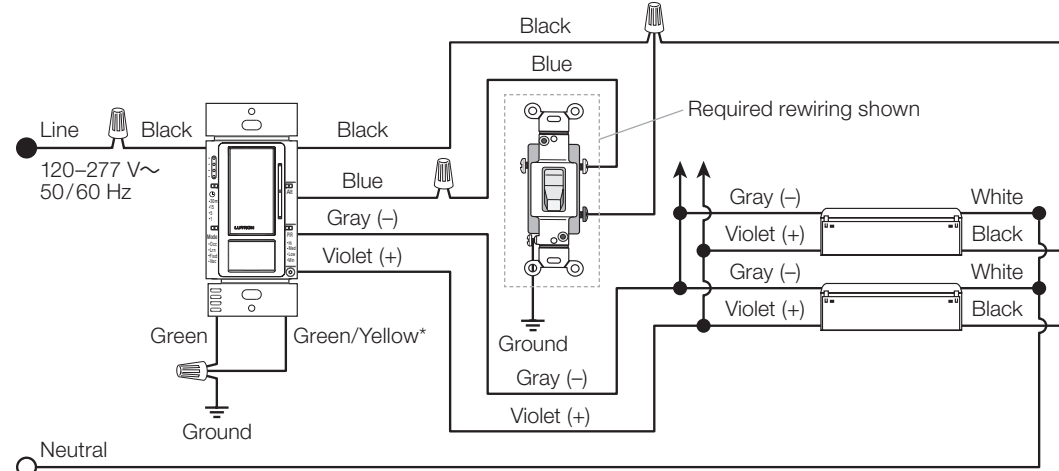 Black
Blue
Required rewiring shown
Line
Black
Black
120–277 V~
50/60 Hz
Blue
Gray (–)
Violet (+)
LUTRON
Gray (–)
White
Violet (+)
Black
Gray (–)
White
Violet (+)
Black
Green
Green/Yellow*
Ground
Gray (–)
Violet (+)
Ground
Neutral